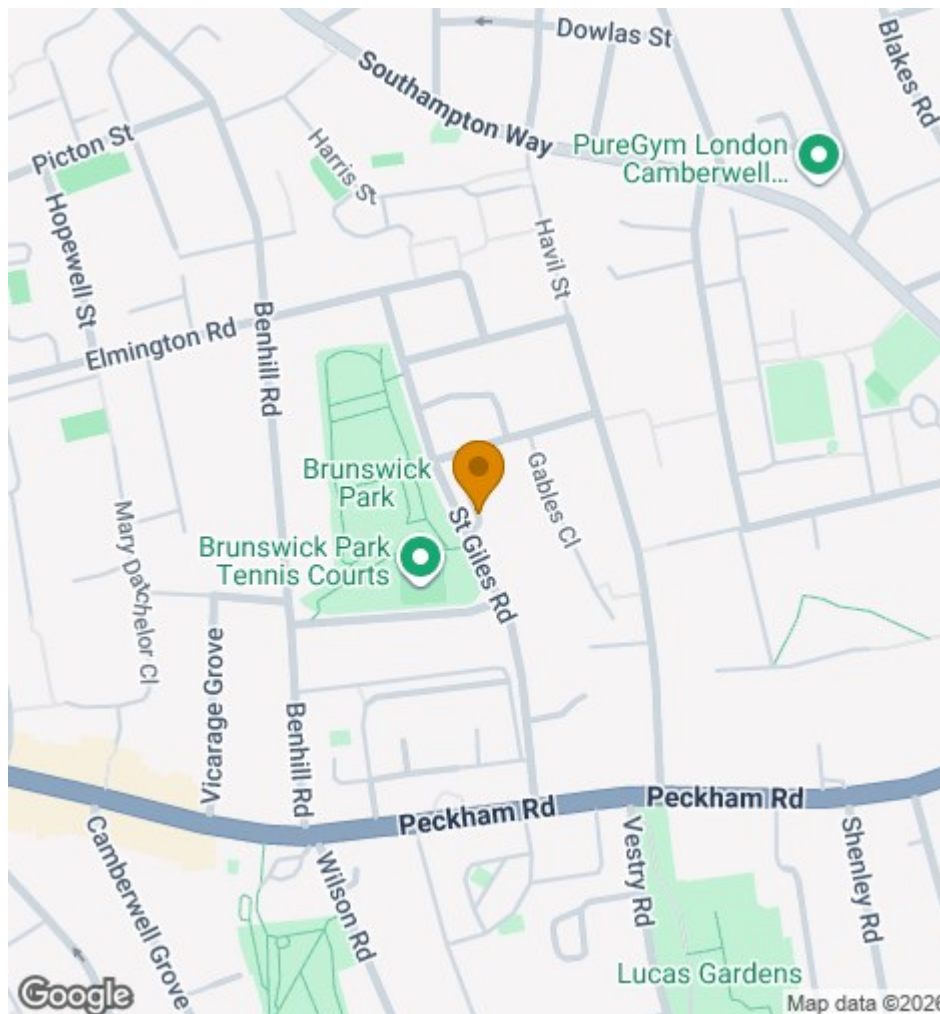 Dowlas St
Blakes Rd
Southampton Way
PureGym London
Camberwell...
Picton St
Harris St
Hopewell St
Havil St
Elmington Rd
Benhill Rd
Brunswick
Park
Gables Cl
St Giles Rd
Brunswick Park
Tennis Courts
Mary Datchelor Cl
Vicarage Grove
Benhill Rd
Peckham Rd
Peckham Rd
Camberwell Grove
Wilson Rd
Vestry Rd
Shenley Rd
Lucas Gardens
Google
Map data ©2026